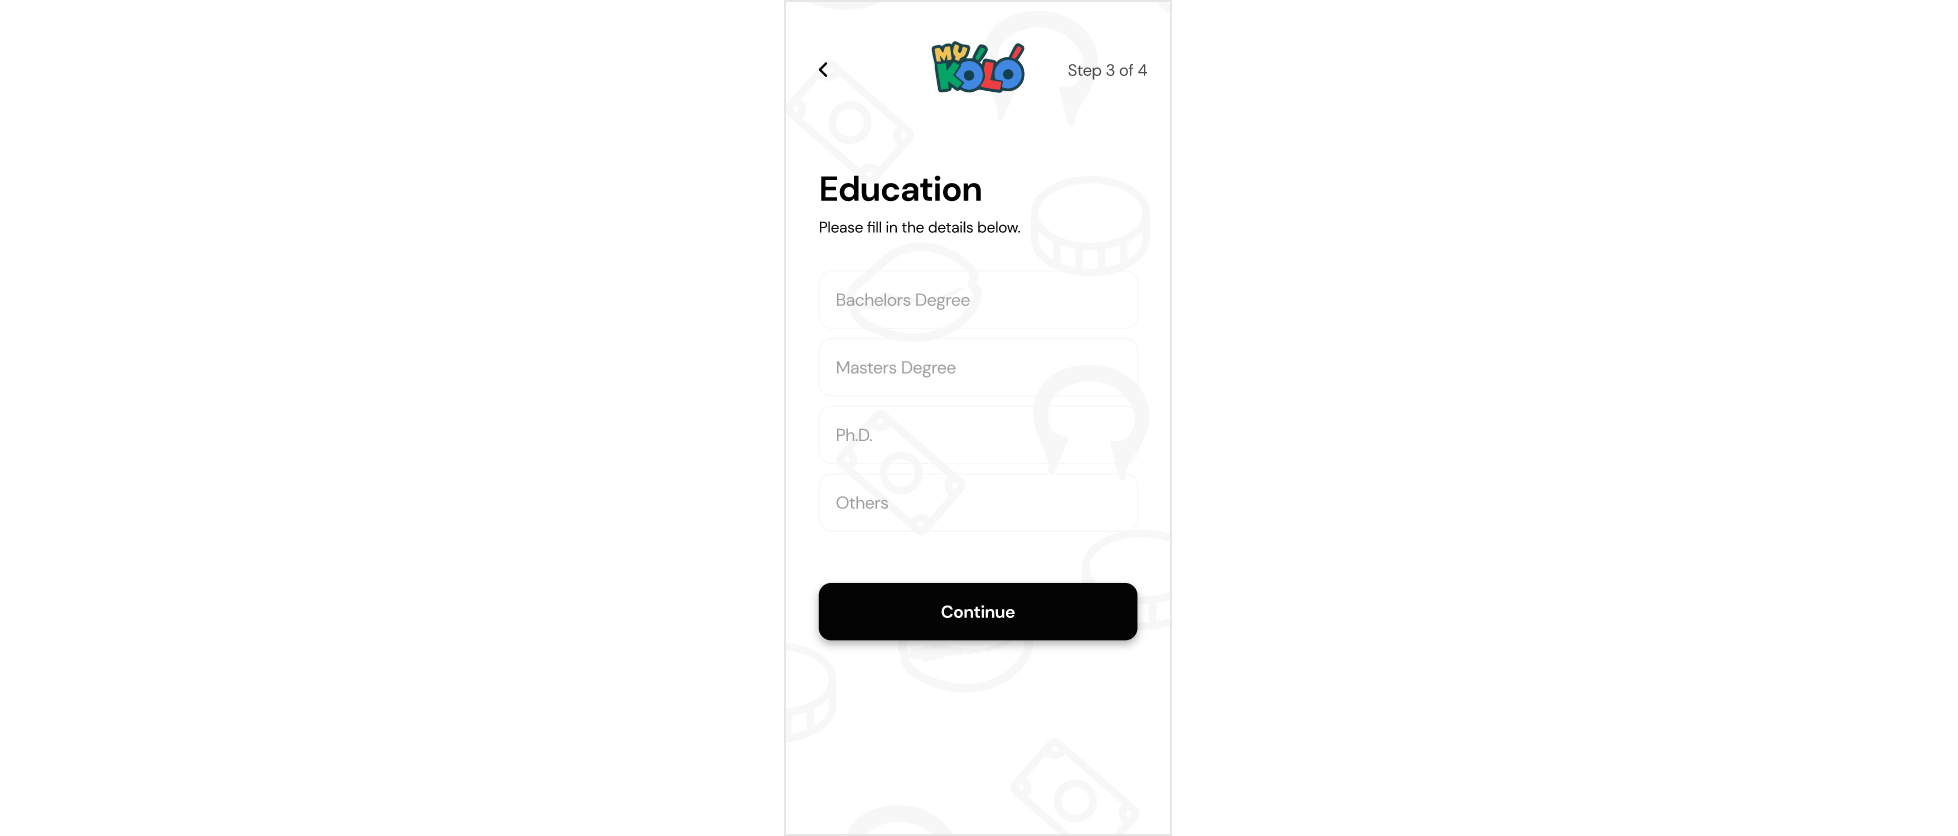 MY
KÓLÓ
Step 3 of 4
Education
Please fill in the details below.
Bachelors Degree
Masters Degree
Ph.D.
Others
Continue